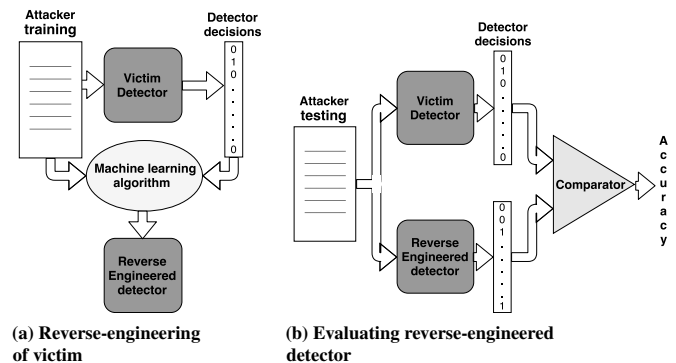 Attacker
training
Detector
decisions
0
1
0
.
.
.
.
0
Victim
Detector
Machine learning
algorithm
Reverse
Engineered
detector
(a) Reverse-engineering
of victim
Attacker
testing
Detector
decisions
0
1
0
.
.
.
.
0
Victim
Detector
Reverse
Engineered
detector
0
0
1
.
.
.
.
1
Comparator
A
c
c
u
r
a
c
y
(b) Evaluating reverse-engineered
detector